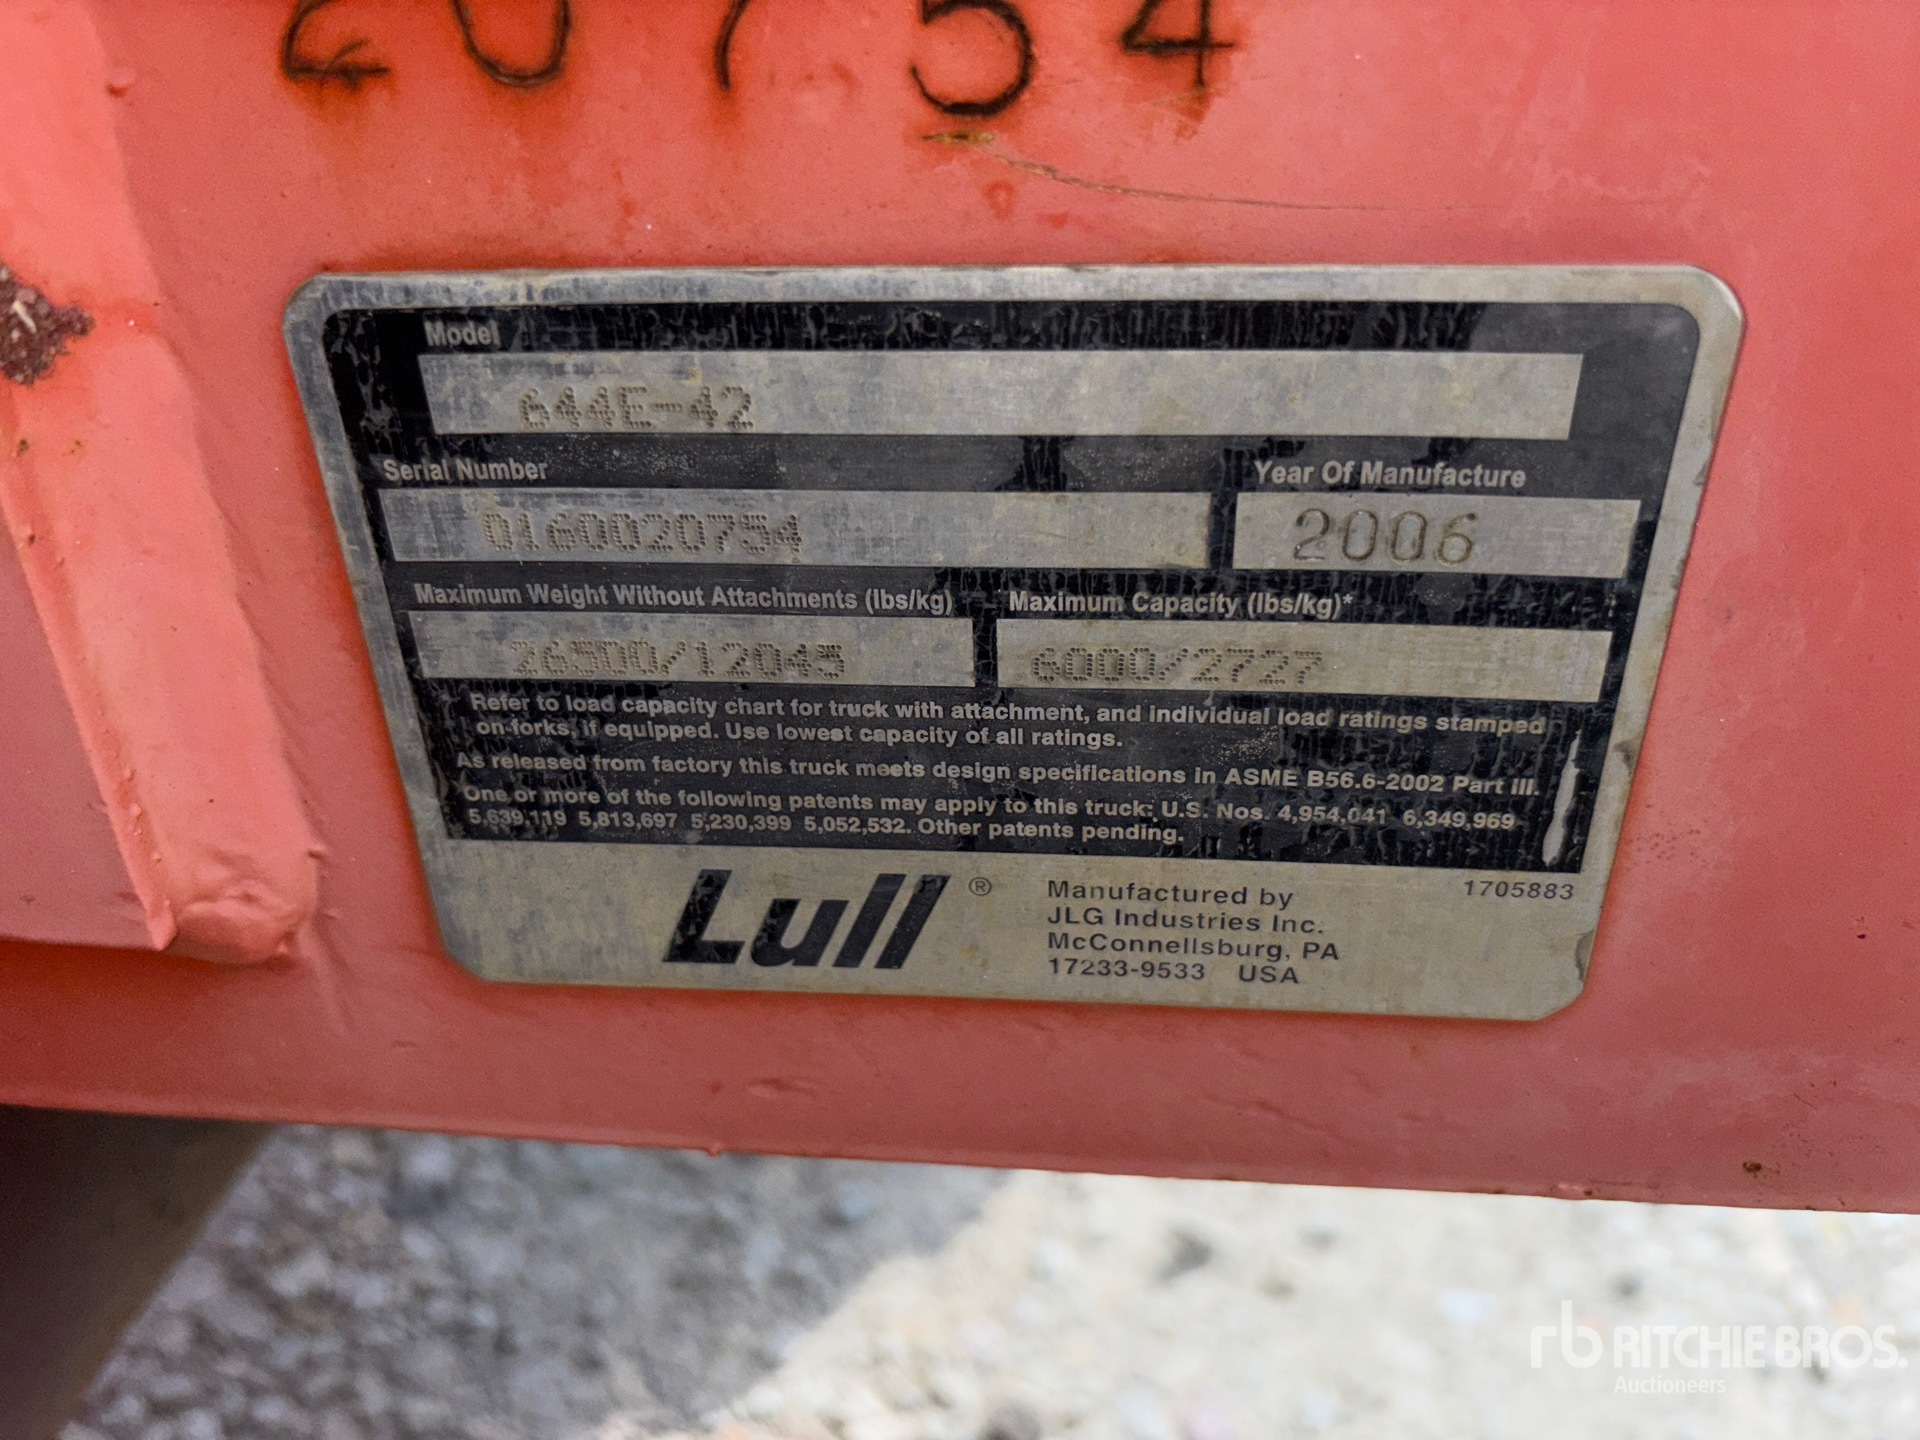 20754
Model
644E-42
Serial Number
Year Of Manufacture
0160020754
2006
Maximum Weight Without Attachments (lbs/kg)
Maximum Capacity (lbs/kg)*
26500/12045
6000/2727
Refer to load capacity chart for truck with attachment, and individual load ratings stamped
on forks, if equipped. Use lowest capacity of all ratings.
As released from factory this truck meets design specifications in ASME B56.6-2002 Part III.
One or more of the following patents may apply to this truck: U.S. Nos. 4,954,041 6,349,969
5,639,119 5,813,697 5,230,399 5,052,532. Other patents pending.
Lull®
Manufactured by
JLG Industries Inc.
McConnellsburg, PA
17233-9533 USA
1705883
rb RITCHIE BROS.
Auctioneers